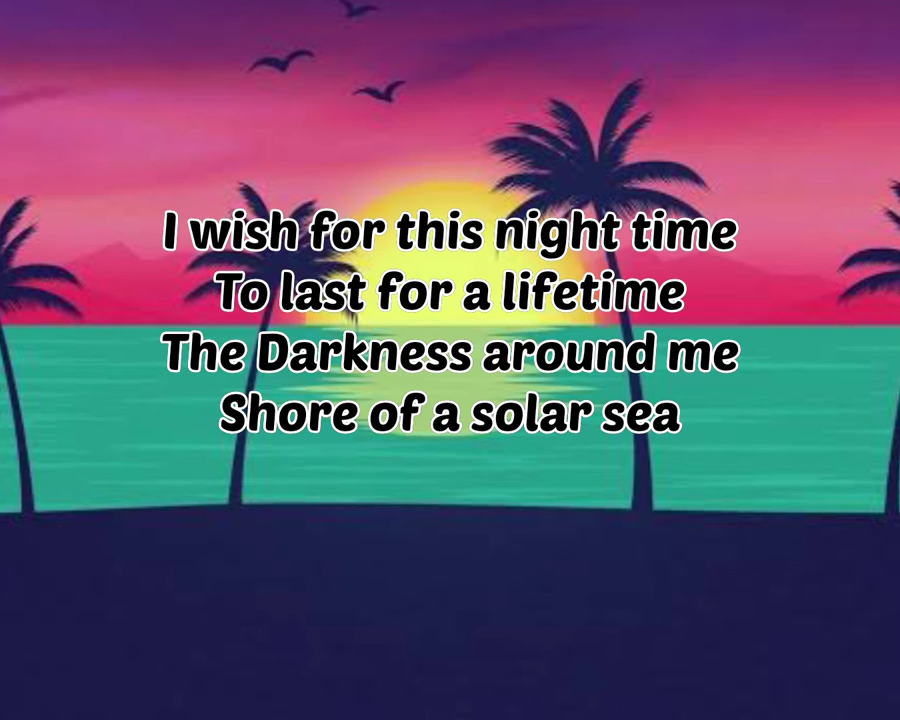 I wish for this night time
To last for a lifetime
The Darkness around me
Shore of a solar sea